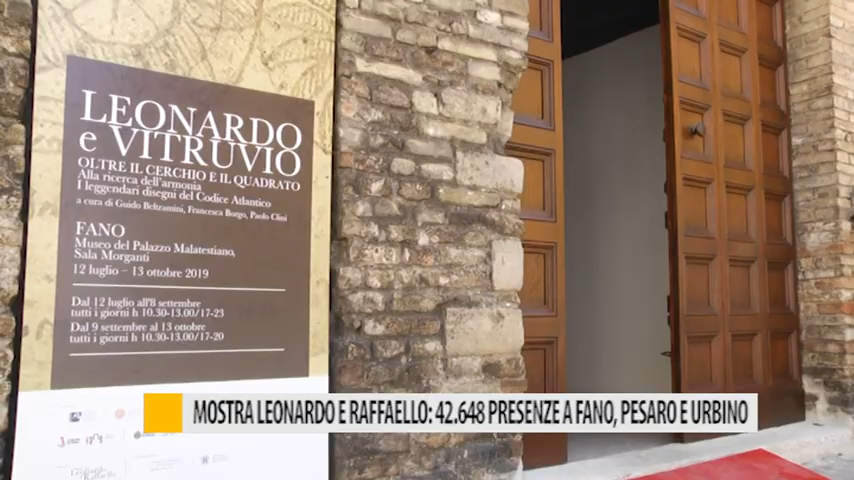 LEONARDO
e VITRUVIO
OLTRE IL CERCHIO E IL QUADRATO
Alla ricerca dell'armonia
I leggendari disegni del Codice Atlantico
a cura di Guido Beltramini, Francesca Borgo, Paolo Clini
FANO
Museo del Palazzo Malatestiano,
Sala Morganti
12 luglio – 13 ottobre 2019
Dal 12 luglio all'8 settembre
tutti i giorni h 10.30-13.00/17-23
Dal 9 settembre al 13 ottobre
tutti i giorni h 10.30-13.00/17-20
MOSTRA LEONARDO E RAFFAELLO: 42.648 PRESENZE A FANO, PESARO E URBINO